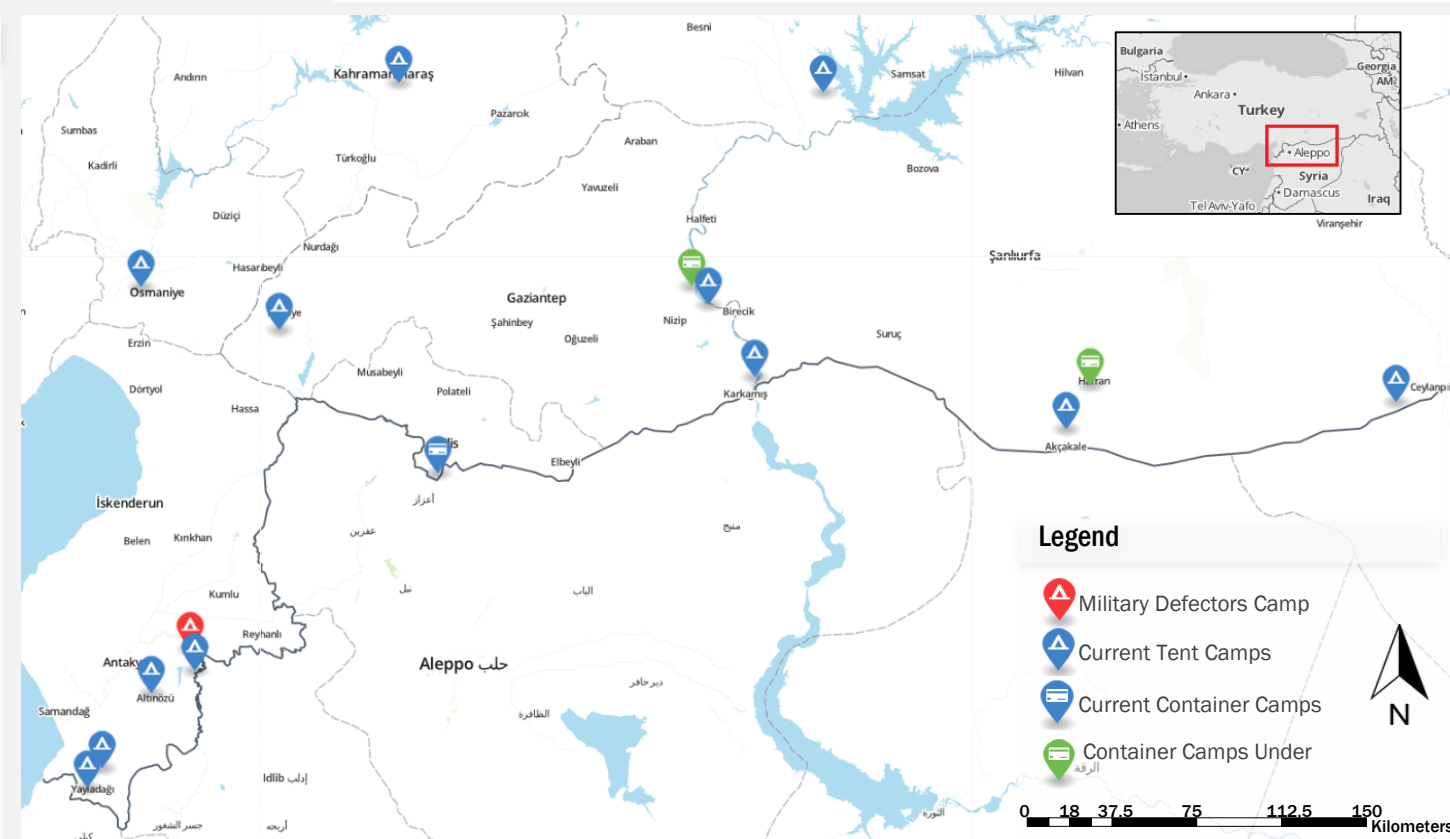 Besni
Andırın
Samsat
Hilvan
Pazarcık
Sumbas
Araban
Türkoğlu
Kadirli
Bozova
Yavuzeli
Düziçi
Halfeti
Nurdağı
Şanlıurfa
Hasanbeyli
Osmaniye
Gaziantep
Birecik
Şahinbey
Nizip
Oğuzeli
Suruç
Erzin
Musabeyli
Dörtyol
Polateli
Karkamış
Hassa
Akçakale
Elbeyli
أعزاز
İskenderun
منبج
عفرين
Belen
Kırıkhan
نبل
الباب
Kumlu
Reyhanlı
Aleppo حلب
دير حافر
Altınözü
Samandağ
الظافرة
Idlib إدلب
Yayladağı
الثورة
جسر الشغور
أريحه
Bulgaria
Georgia
İstanbul
AM
Ankara
Turkey
Athens
Aleppo
CY
Syria
Damascus
Iraq
Tel Aviv-Yafo
Viranşehir
Legend
Military Defectors Camp
Current Tent Camps
Current Container Camps
Container Camps Under
الرقة
N
0 18 37.5 75 112.5 150
Kilometers